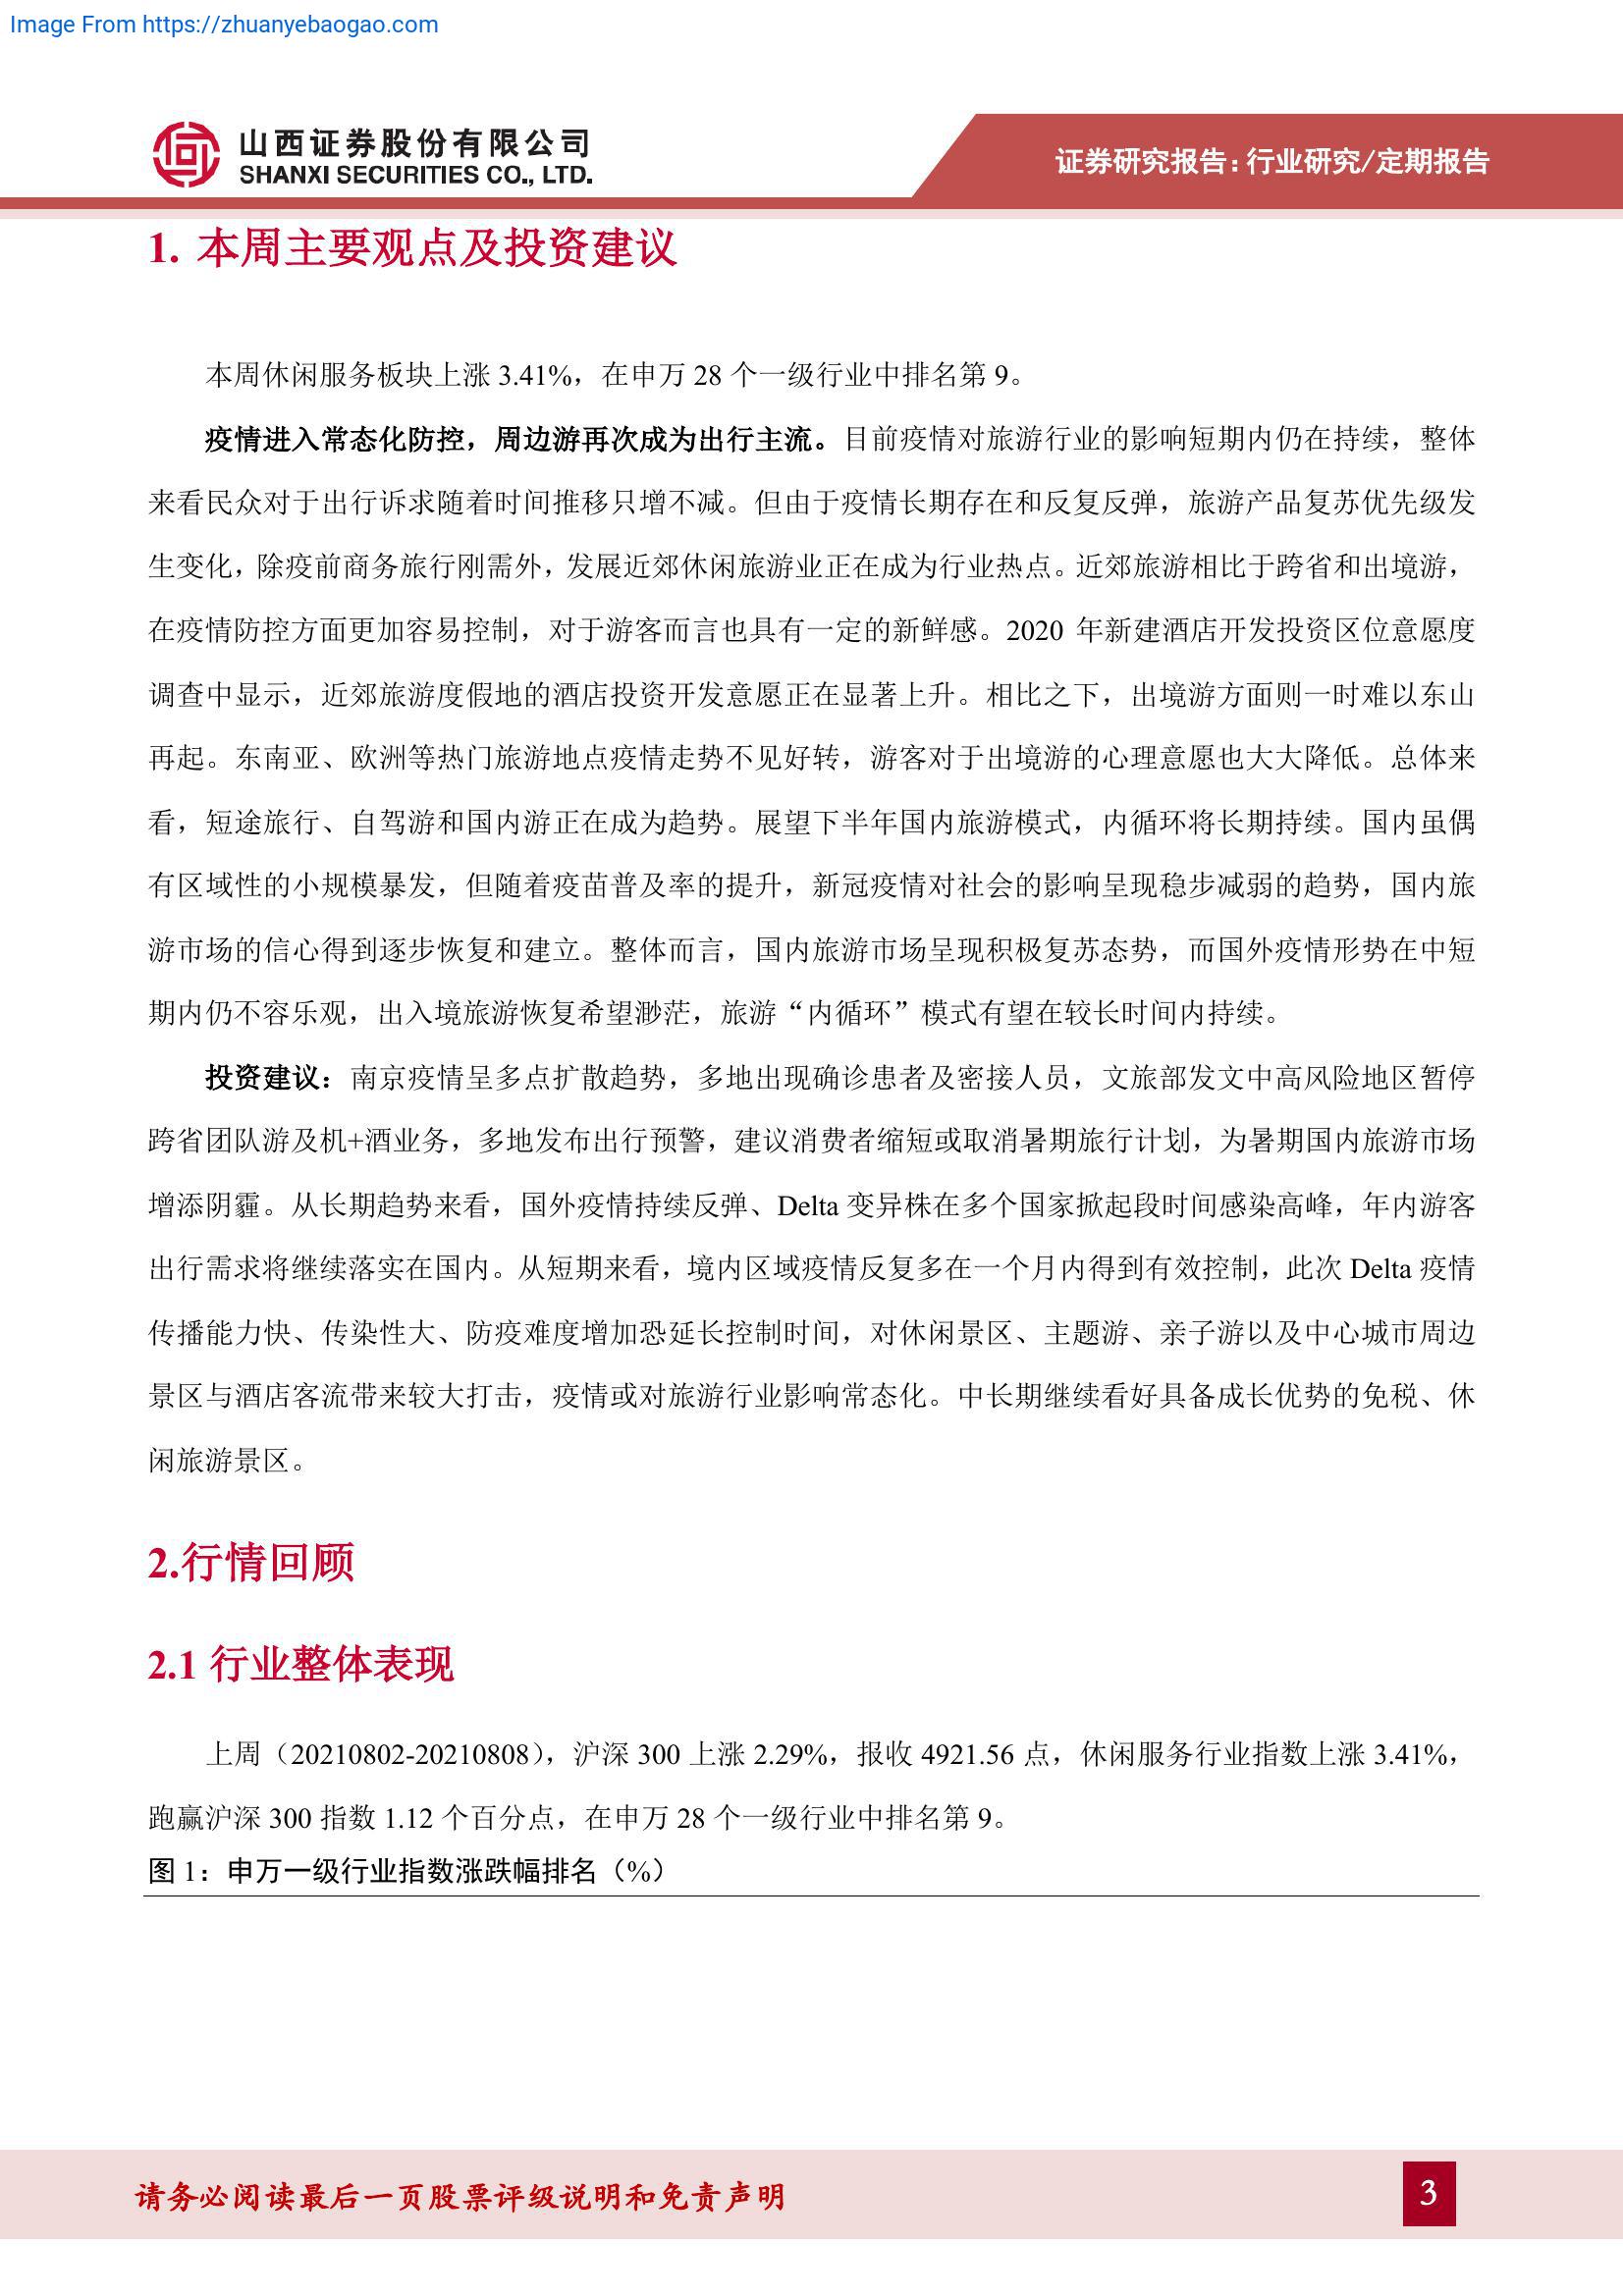 Image From https://zhuanyebaogao.com
山西证券股份有限公司
SHANXI SECURITIES CO., LTD.
证券研究报告：行业研究/定期报告
1. 本周主要观点及投资建议
本周休闲服务板块上涨 3.41%，在申万 28 个一级行业中排名第 9。
疫情进入常态化防控，周边游再次成为出行主流。目前疫情对旅游行业的影响短期内仍在持续，整体
来看民众对于出行诉求随着时间推移只增不减。但由于疫情长期存在和反复反弹，旅游产品复苏优先级发
生变化，除疫前商务旅行刚需外，发展近郊休闲旅游业正在成为行业热点。近郊旅游相比于跨省和出境游，
在疫情防控方面更加容易控制，对于游客而言也具有一定的新鲜感。2020 年新建酒店开发投资区位意愿度
调查中显示，近郊旅游度假地的酒店投资开发意愿正在显著上升。相比之下，出境游方面则一时难以东山
再起。东南亚、欧洲等热门旅游地点疫情走势不见好转，游客对于出境游的心理意愿也大大降低。总体来
看，短途旅行、自驾游和国内游正在成为趋势。展望下半年国内旅游模式，内循环将长期持续。国内虽偶
有区域性的小规模暴发，但随着疫苗普及率的提升，新冠疫情对社会的影响呈现稳步减弱的趋势，国内旅
游市场的信心得到逐步恢复和建立。整体而言，国内旅游市场呈现积极复苏态势，而国外疫情形势在中短
期内仍不容乐观，出入境旅游恢复希望渺茫，旅游“内循环”模式有望在较长时间内持续。
投资建议：南京疫情呈多点扩散趋势，多地出现确诊患者及密接人员，文旅部发文中高风险地区暂停
跨省团队游及机+酒业务，多地发布出行预警，建议消费者缩短或取消暑期旅行计划，为暑期国内旅游市场
增添阴霾。从长期趋势来看，国外疫情持续反弹、Delta 变异株在多个国家掀起段时间感染高峰，年内游客
出行需求将继续落实在国内。从短期来看，境内区域疫情反复多在一个月内得到有效控制，此次 Delta 疫情
传播能力快、传染性大、防疫难度增加恐延长控制时间，对休闲景区、主题游、亲子游以及中心城市周边
景区与酒店客流带来较大打击，疫情或对旅游行业影响常态化。中长期继续看好具备成长优势的免税、休
闲旅游景区。
2.行情回顾
2.1 行业整体表现
上周（20210802-20210808），沪深 300 上涨 2.29%，报收 4921.56 点，休闲服务行业指数上涨 3.41%，
跑赢沪深 300 指数 1.12 个百分点，在申万 28 个一级行业中排名第 9。
图 1：申万一级行业指数涨跌幅排名（%）
请务必阅读最后一页股票评级说明和免责声明
3